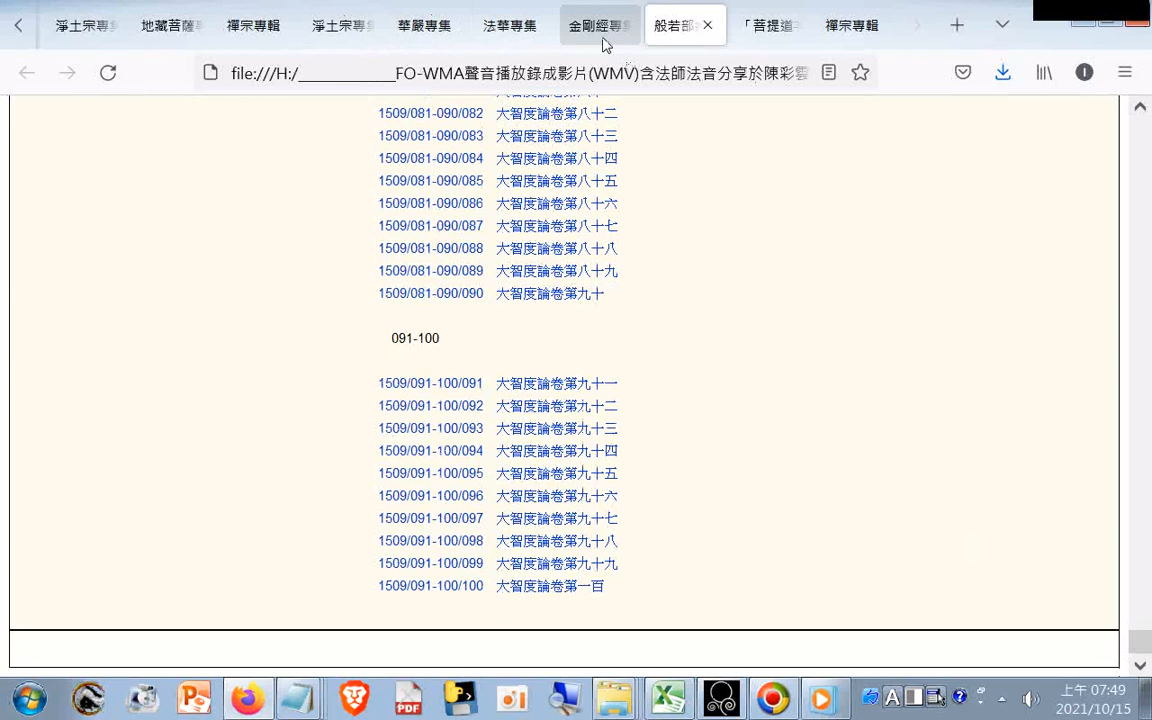 淨土宗專集 地藏菩薩專 禪宗專輯 淨土宗專集 華嚴專集 法華專集 金剛經專集 般若部 「菩提道 禪宗專輯
file:///H:/____________FO-WMA聲音播放錄成影片(WMV)含法師法音分享於陳彩雲
1509/081-090/082 大智度論卷第八十二
1509/081-090/083 大智度論卷第八十三
1509/081-090/084 大智度論卷第八十四
1509/081-090/085 大智度論卷第八十五
1509/081-090/086 大智度論卷第八十六
1509/081-090/087 大智度論卷第八十七
1509/081-090/088 大智度論卷第八十八
1509/081-090/089 大智度論卷第八十九
1509/081-090/090 大智度論卷第九十
091-100
1509/091-100/091 大智度論卷第九十一
1509/091-100/092 大智度論卷第九十二
1509/091-100/093 大智度論卷第九十三
1509/091-100/094 大智度論卷第九十四
1509/091-100/095 大智度論卷第九十五
1509/091-100/096 大智度論卷第九十六
1509/091-100/097 大智度論卷第九十七
1509/091-100/098 大智度論卷第九十八
1509/091-100/099 大智度論卷第九十九
1509/091-100/100 大智度論卷第一百
PDF
A
上午 07:49
2021/10/15